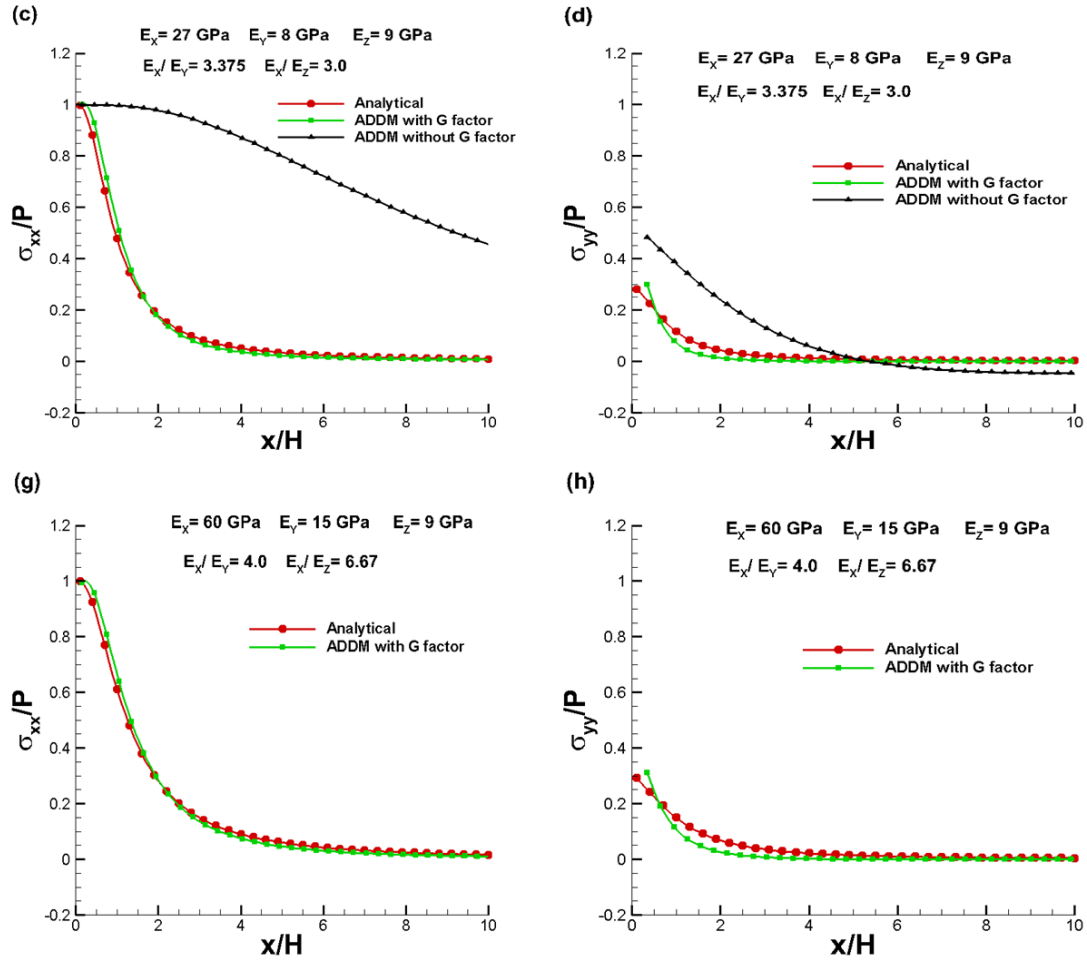 (c)
E_X= 27 GPa E_Y= 8 GPa E_Z= 9 GPa
E_X/ E_Y= 3.375 E_X/ E_Z= 3.0
Analytical
ADDM with G factor
ADDM without G factor
1.2
1
0.8
0.6
0.4
0.2
0
-0.2
σ_xx/P
0 2 4 6 8 10
x/H
(d)
E_X= 27 GPa E_Y= 8 GPa E_Z= 9 GPa
E_X/ E_Y= 3.375 E_X/ E_Z= 3.0
Analytical
ADDM with G factor
ADDM without G factor
1.2
1
0.8
0.6
0.4
0.2
0
-0.2
σ_yy/P
0 2 4 6 8 10
x/H
(g)
E_X= 60 GPa E_Y= 15 GPa E_Z= 9 GPa
E_X/ E_Y= 4.0 E_X/ E_Z= 6.67
Analytical
ADDM with G factor
1.2
1
0.8
0.6
0.4
0.2
0
-0.2
σ_xx/P
0 2 4 6 8 10
x/H
(h)
E_X= 60 GPa E_Y= 15 GPa E_Z= 9 GPa
E_X/ E_Y= 4.0 E_X/ E_Z= 6.67
Analytical
ADDM with G factor
1.2
1
0.8
0.6
0.4
0.2
0
-0.2
σ_yy/P
0 2 4 6 8 10
x/H